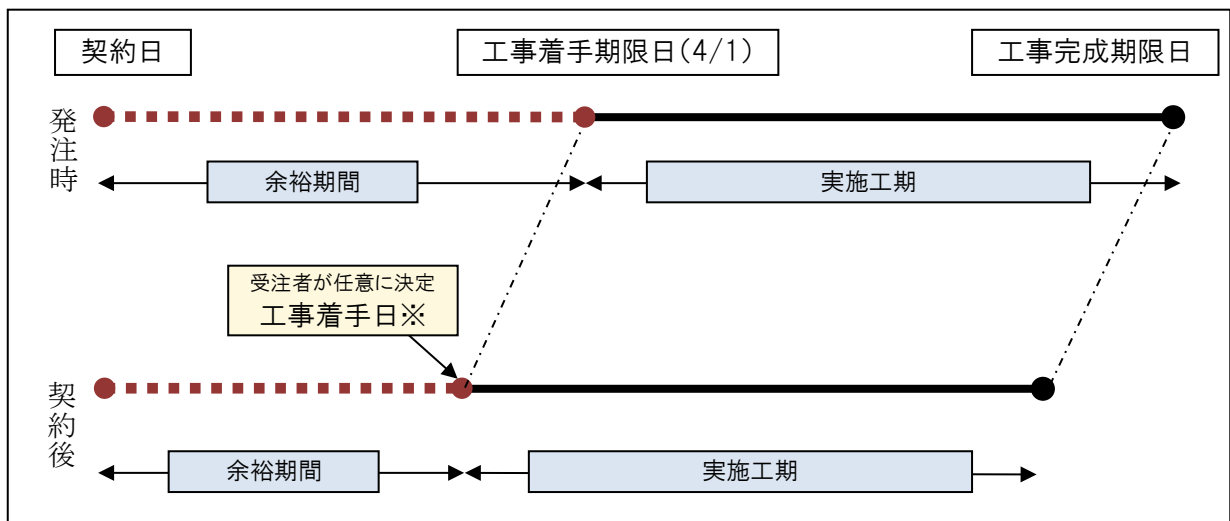 契約日
工事着手期限日(4/1)
工事完成期限日
発注時
余裕期間
実施工期
受注者が任意に決定
工事着手日※
契約後
余裕期間
実施工期